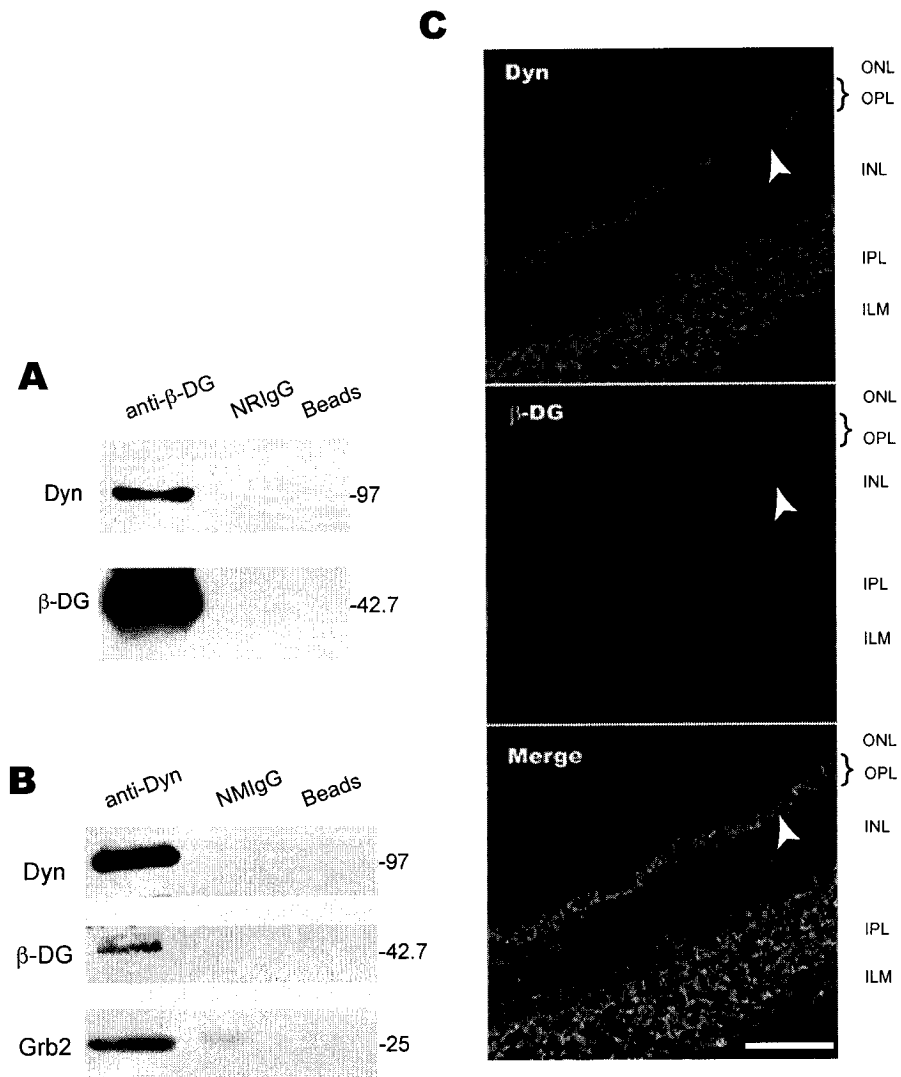 A
anti-β-DG NRIgG Beads
Dyn -97
β-DG -42.7
B
anti-Dyn NMIgG Beads
Dyn -97
β-DG -42.7
Grb2 -25
C
Dyn
ONL
OPL
INL
IPL
ILM
β-DG
ONL
OPL
INL
IPL
ILM
Merge
ONL
OPL
INL
IPL
ILM